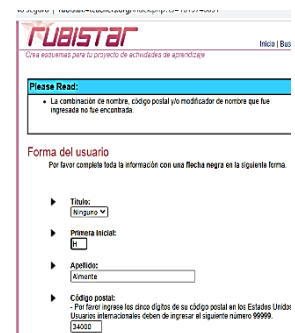 RUBISTAR
Inicio | Bus
Crea esquemas para tu proyecto de actividades de aprendizaje
Please Read:
La combinación de nombre, código postal y/o modificador de nombre que fue
ingresada no fue encontrada.
Forma del usuario
Por favor complete toda la información con una flecha negra en la siguiente forma.
Título:
Ninguno
Primera Inicial:
H
Apellido:
Almonte
Código postal:
- Por favor ingrese los cinco dígitos de su código postal en los Estados Unidos
Usuarios internacionales deben de ingresar el siguiente número 99999.
34000